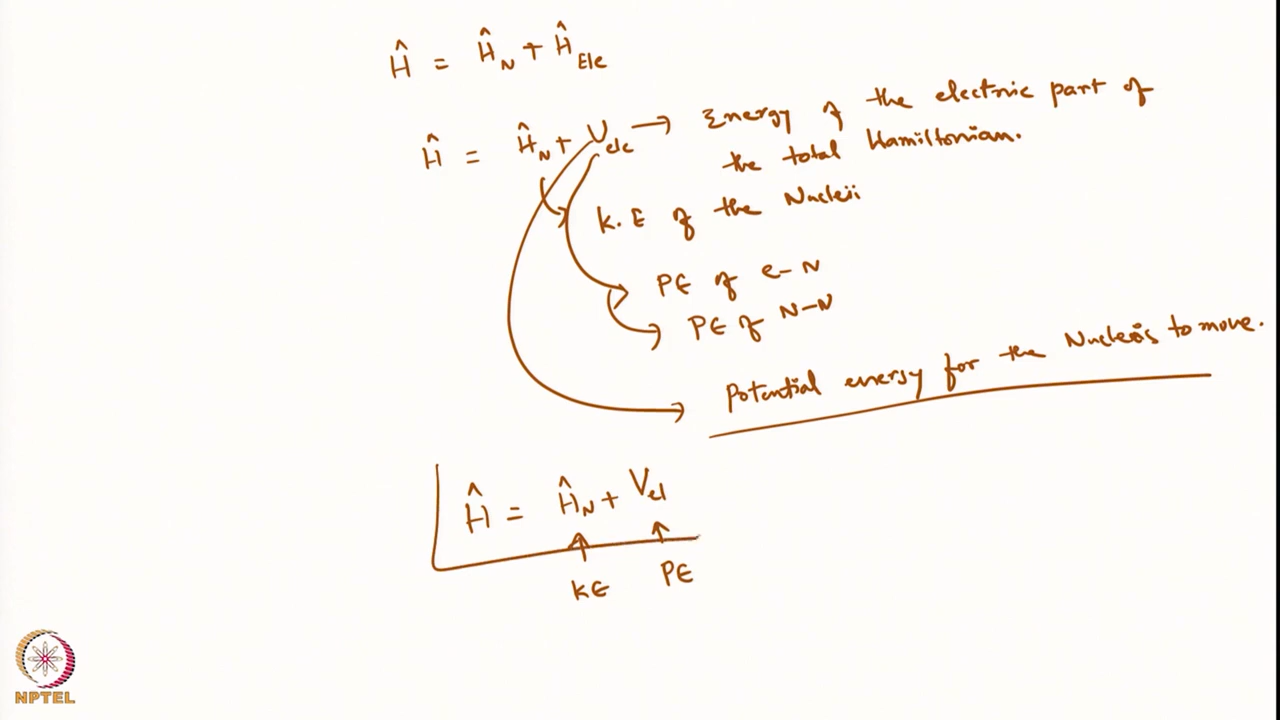 Ĥ = Ĥ_N + Ĥ_Ele
Ĥ = Ĥ_N + V_ele → Energy of the electric part of
the total Hamiltonian.
K.E of the Nucleii
PE of e-N
PE of N-N
Potential energy for the Nucleiis to move.
Ĥ = Ĥ_N + V_el
KE PE
NPTEL